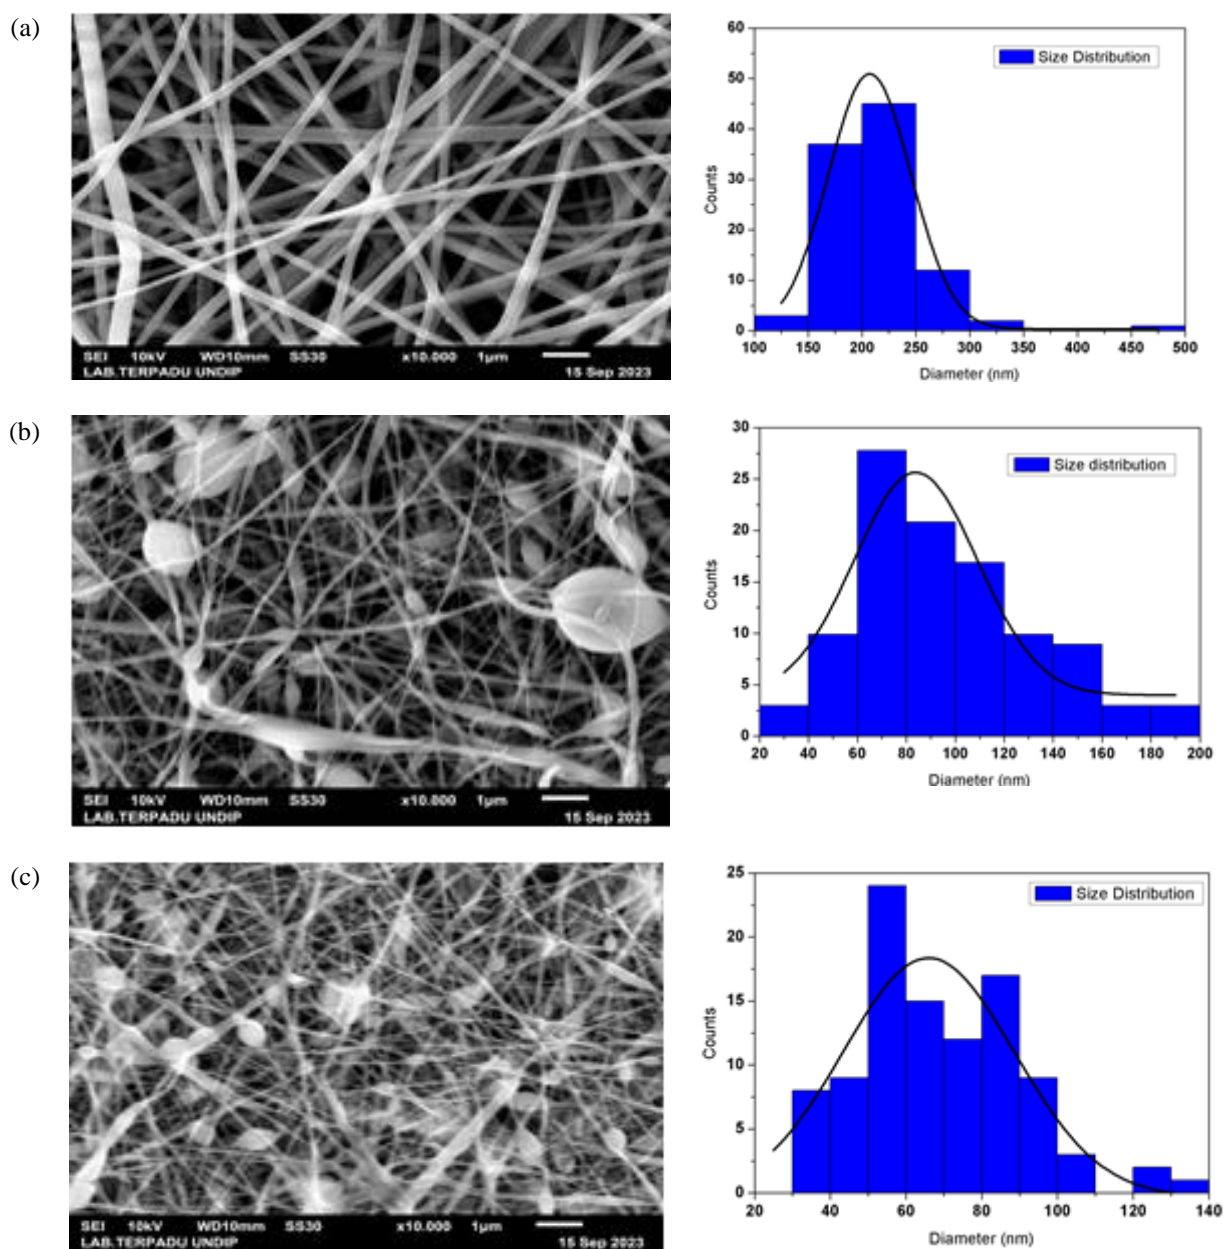 (a)
SEI 10kV WD10mm SS30 x10.000 1µm
LAB.TERPADU UNDIP 15 Sep 2023
60
50
40
30
20
10
0
Counts
Size Distribution
100 150 200 250 300 350 400 450 500
Diameter (nm)
(b)
SEI 10kV WD10mm SS30 x10.000 1µm
LAB.TERPADU UNDIP 15 Sep 2023
30
25
20
15
10
5
0
Counts
Size distribution
20 40 60 80 100 120 140 160 180 200
Diameter (nm)
(c)
SEI 10kV WD10mm SS30 x10.000 1µm
LAB.TERPADU UNDIP 15 Sep 2023
25
20
15
10
5
0
Counts
Size Distribution
20 40 60 80 100 120 140
Diameter (nm)